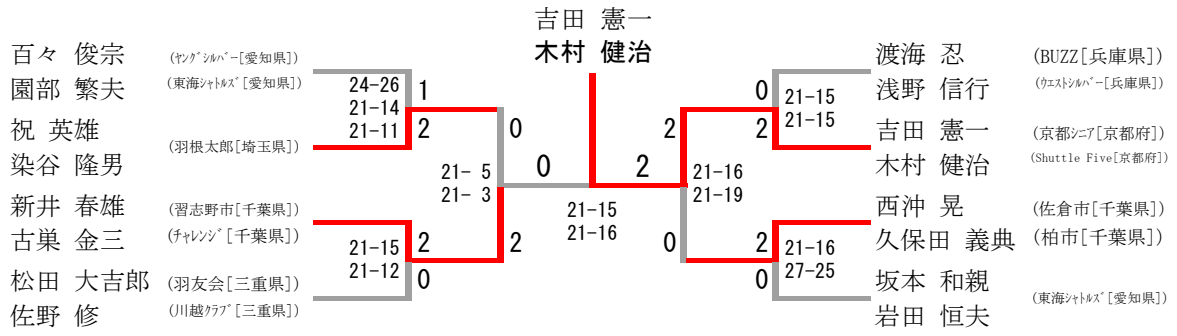 吉田 憲一
木村 健治
百々 俊宗 (ヤングシルバー[愛知県])
園部 繁夫 (東海シャトルズ[愛知県])
祝 英雄
染谷 隆男
(羽根太郎[埼玉県])
新井 春雄 (習志野市[千葉県])
古巣 金三 (チャレンジ[千葉県])
松田 大吉郎 (羽友会[三重県])
佐野 修 (川越クラブ[三重県])
24-26
21-14
21-11
1
2
21-15
21-12
2
0
0
21- 5
21- 3
2
0
2
21-15
21-16
2
21-16
21-19
0
0
2
21-15
21-15
2
0
21-16
27-25
渡海 忍 (BUZZ[兵庫県])
浅野 信行 (ウエストシルバー[兵庫県])
吉田 憲一 (京都シニア[京都府])
木村 健治 (Shuttle Five[京都府])
西沖 晃 (佐倉市[千葉県])
久保田 義典 (柏市[千葉県])
坂本 和親
岩田 恒夫
(東海シャトルズ[愛知県])